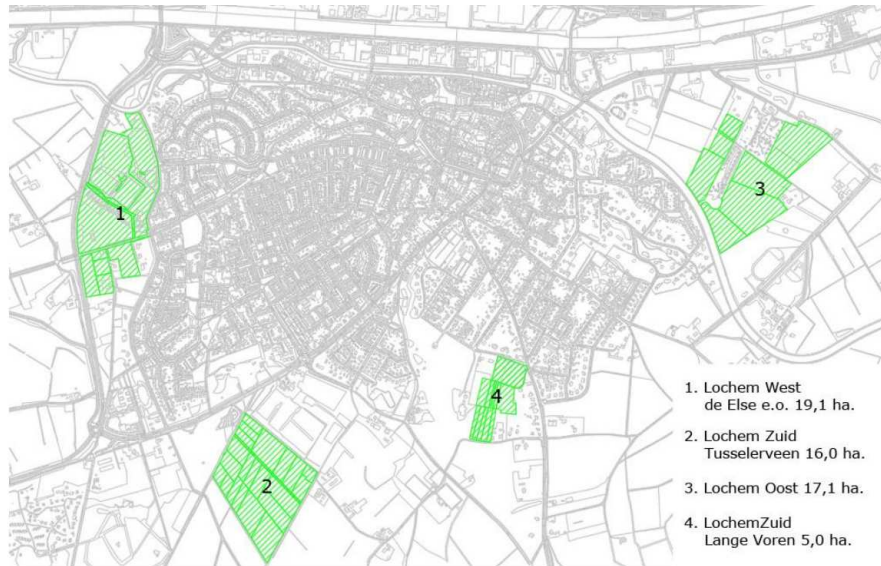 1
2
3
4
1. Lochem West
de Else e.o. 19,1 ha.
2. Lochem Zuid
Tusselerveen 16,0 ha.
3. Lochem Oost 17,1 ha.
4. LochemZuid
Lange Voren 5,0 ha.